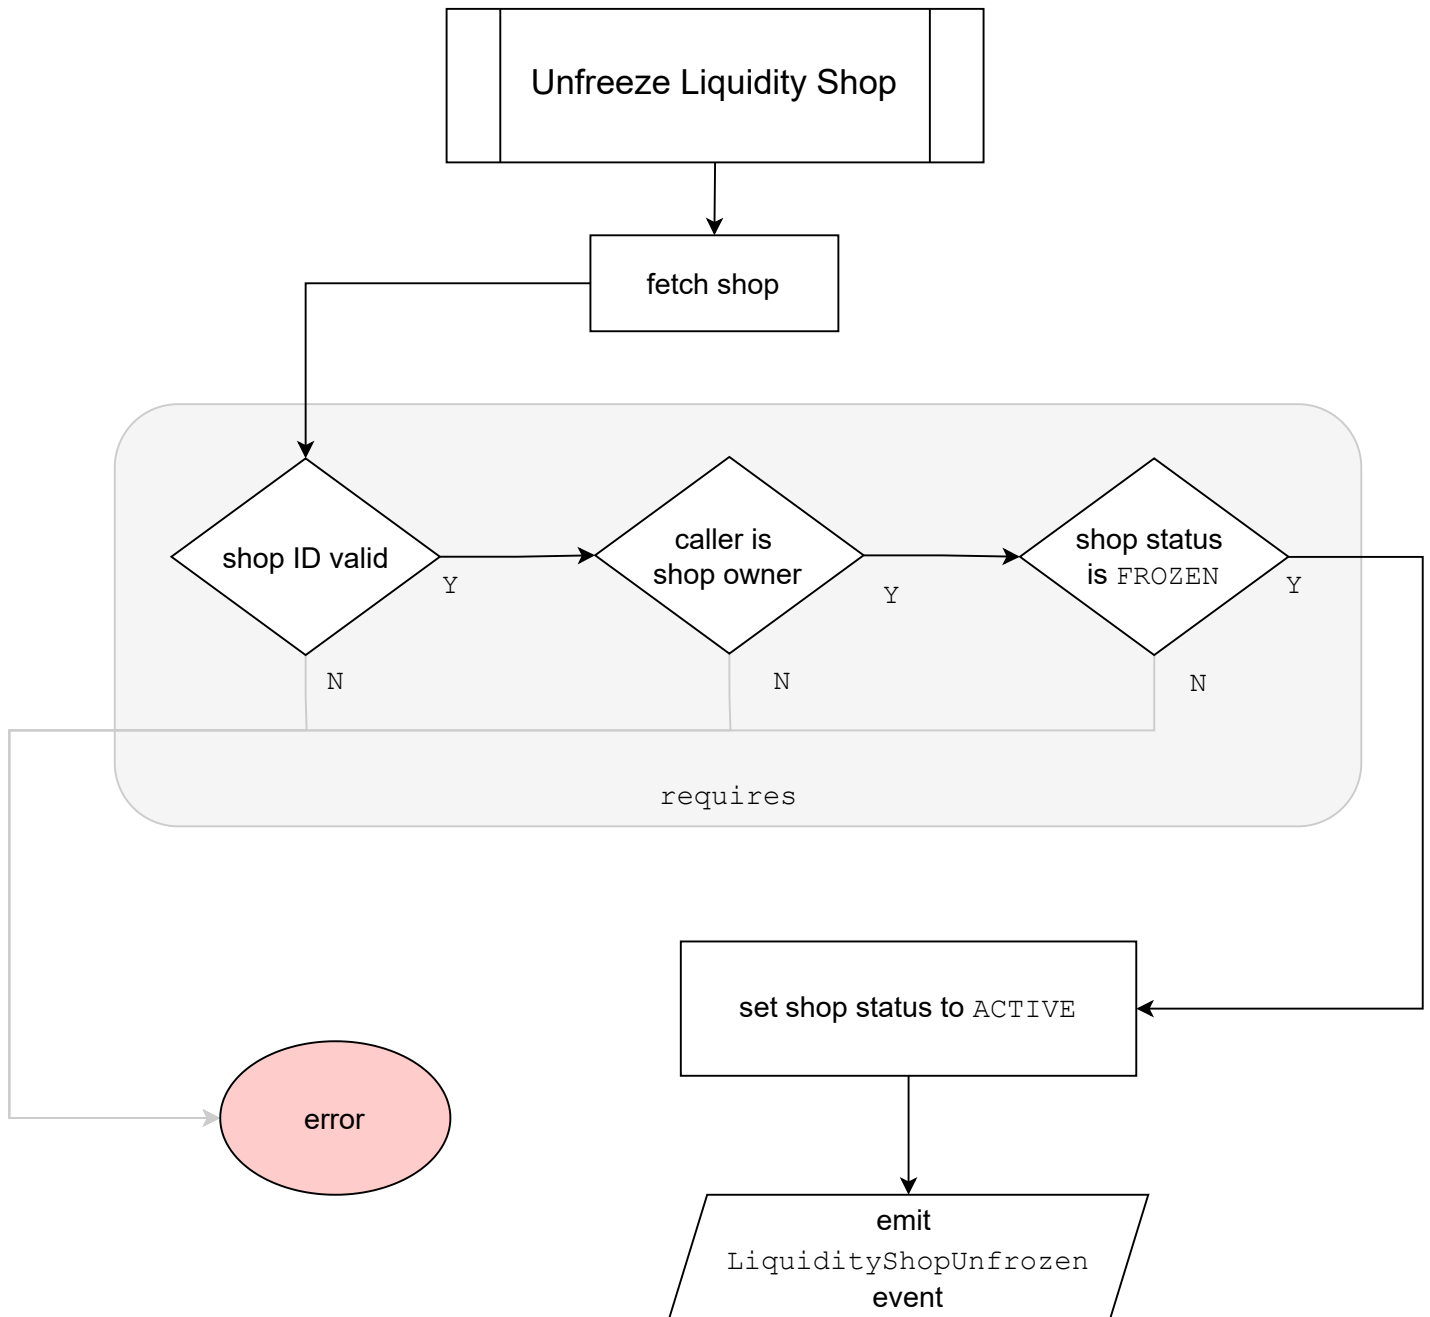 Unfreeze Liquidity Shop
fetch shop
shop ID valid
Y
N
caller is
shop owner
Y
N
shop status
is FROZEN
Y
N
requires
set shop status to ACTIVE
error
emit
LiquidityShopUnfrozen
event